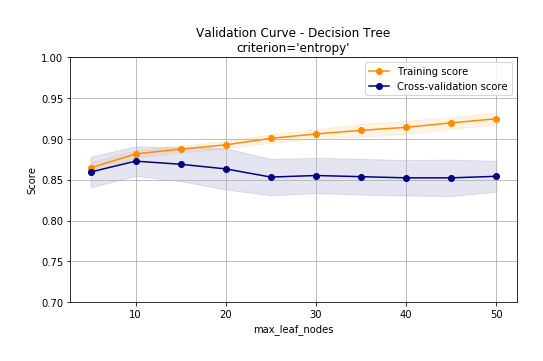 Validation Curve - Decision Tree
criterion='entropy'
Training score
Cross-validation score
1.00
0.95
0.90
0.85
0.80
0.75
0.70
Score
10
20
30
40
50
max_leaf_nodes